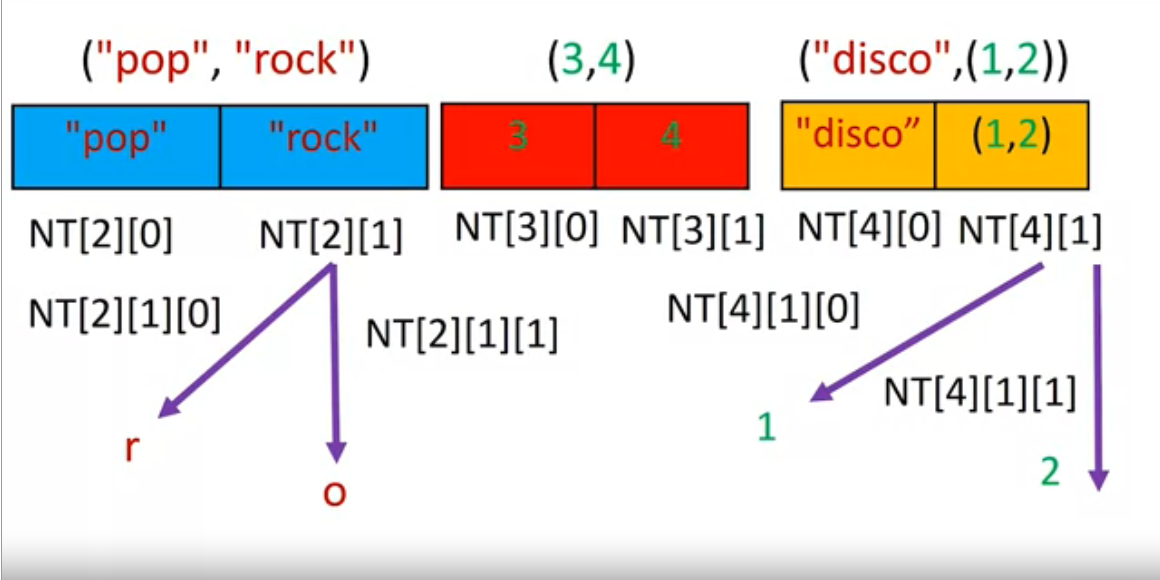 ("pop", "rock") (3,4) ("disco",(1,2))
"pop" "rock" 3 4 "disco” (1,2)
NT[2][0] NT[2][1] NT[3][0] NT[3][1] NT[4][0] NT[4][1]
NT[2][1][0] NT[2][1][1] NT[4][1][0]
NT[4][1][1]
r 1
o 2